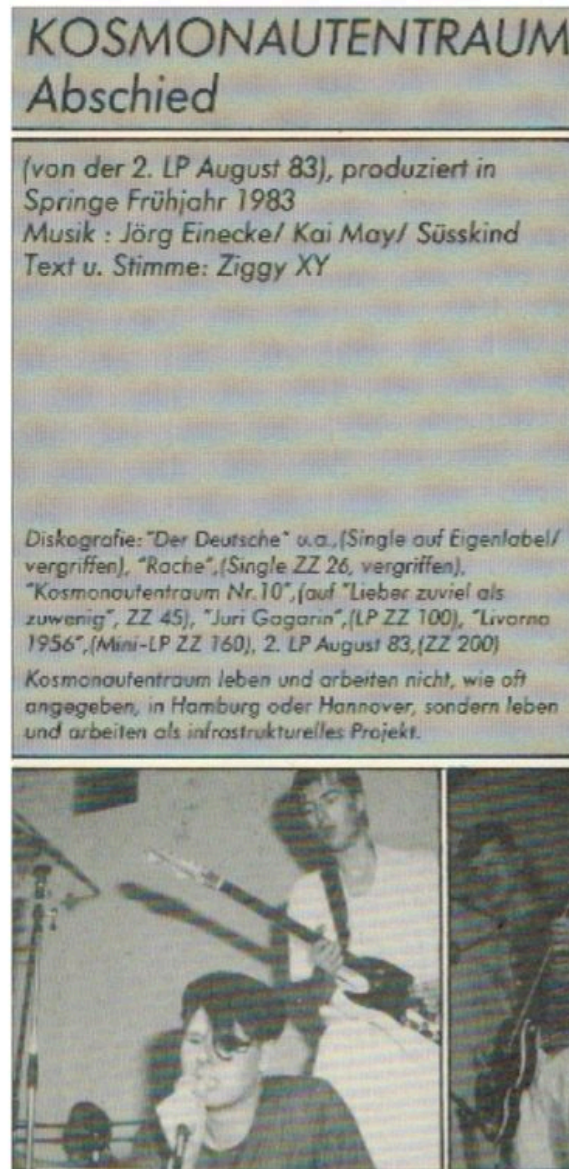 KOSMONAUTENTRAUM
Abschied
(von der 2. LP August 83), produziert in
Springe Frühjahr 1983
Musik : Jörg Einecke/ Kai May/ Süsskind
Text u. Stimme: Ziggy XY
Diskografie: "Der Deutsche" u.a.,(Single auf Eigenlabel/
vergriffen), "Rache",(Single ZZ 26, vergriffen),
"Kosmonautentraum Nr.10",(auf "Lieber zuviel als
zuwenig", ZZ 45), "Juri Gagarin",(LP ZZ 100), "Livorno
1956",(Mini-LP ZZ 160), 2. LP August 83,(ZZ 200)
Kosmonautentraum leben und arbeiten nicht, wie oft
angegeben, in Hamburg oder Hannover, sondern leben
und arbeiten als infrastrukturelles Projekt.